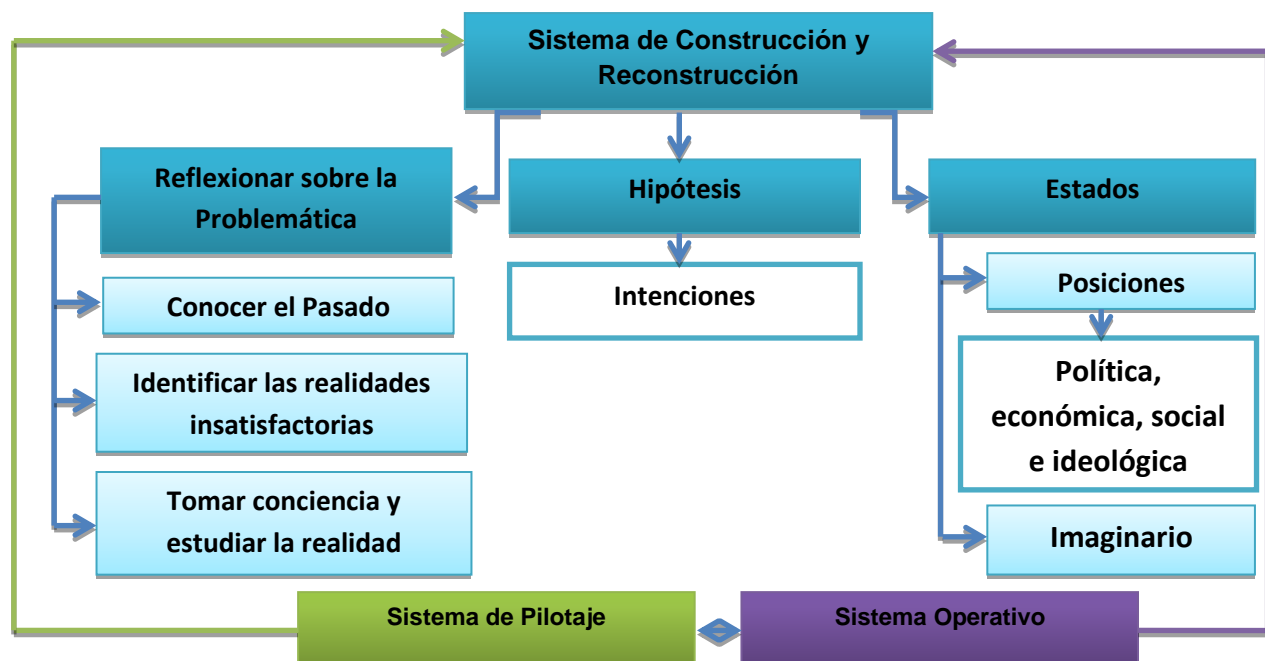 Sistema de Construcción y
Reconstrucción
Reflexionar sobre la
Problemática
Hipótesis
Estados
Conocer el Pasado
Intenciones
Posiciones
Identificar las realidades
insatisfactorias
Política,
económica, social
e ideológica
Tomar conciencia y
estudiar la realidad
Imaginario
Sistema de Pilotaje
Sistema Operativo